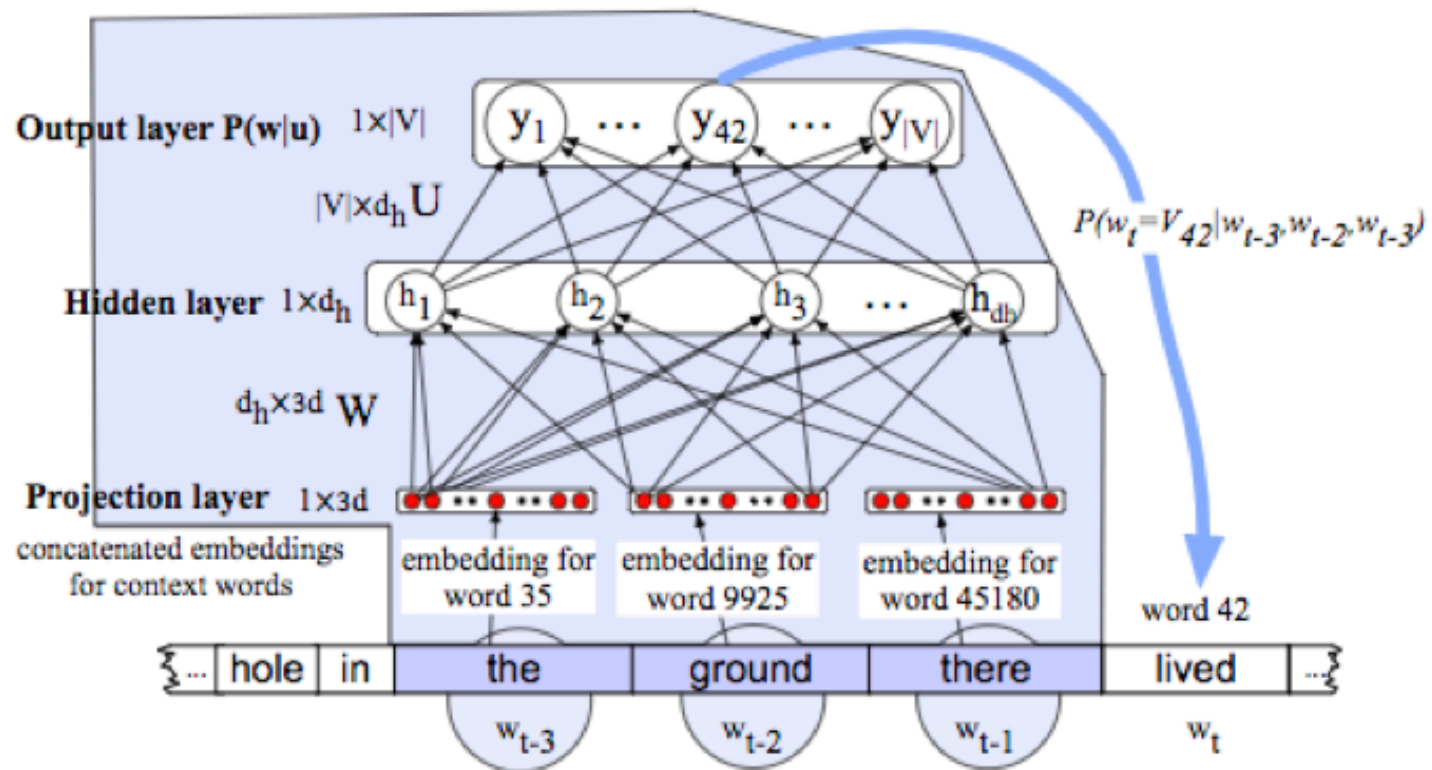 Output layer P(w|u) 1×|V|
y1 ... y42 ... y|V|
|V|×dh U
P(wt=V42|wt-3,wt-2,wt-3)
Hidden layer 1×dh
h1 h2 h3 ... hdh
dh×3d W
Projection layer 1×3d
concatenated embeddings
for context words
embedding for
word 35
embedding for
word 9925
embedding for
word 45180
word 42
... hole in the ground there lived ...
wt-3 wt-2 wt-1 wt